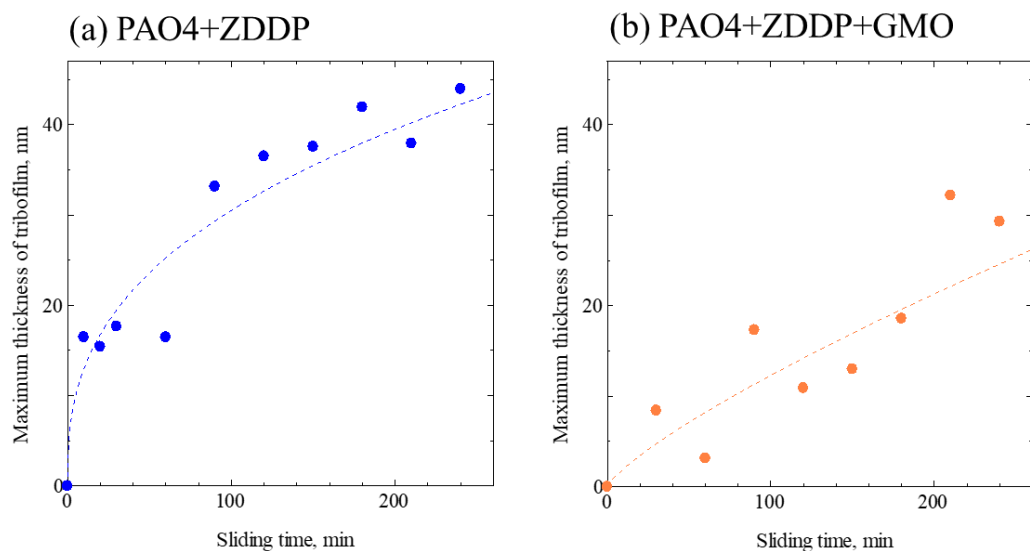 (a) PAO4+ZDDP
Maximum thickness of tribofilm, nm
40
20
0
0
100
200
Sliding time, min
(b) PAO4+ZDDP+GMO
Maximum thickness of tribofilm, nm
40
20
0
0
100
200
Sliding time, min